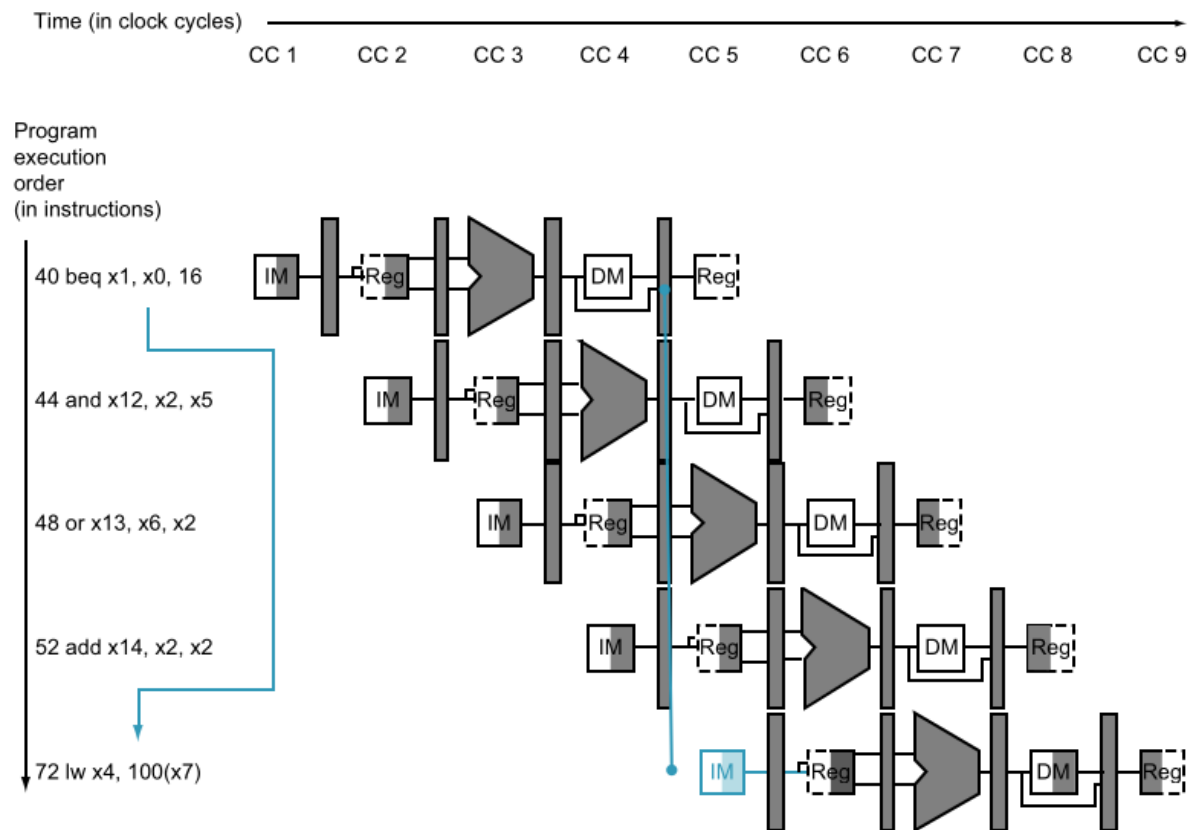 Time (in clock cycles)
CC 1 CC 2 CC 3 CC 4 CC 5 CC 6 CC 7 CC 8 CC 9
Program
execution
order
(in instructions)
40 beq x1, x0, 16
IM Reg DM Reg
44 and x12, x2, x5
IM Reg DM Reg
48 or x13, x6, x2
IM Reg DM Reg
52 add x14, x2, x2
IM Reg DM Reg
72 lw x4, 100(x7)
IM Reg DM Reg